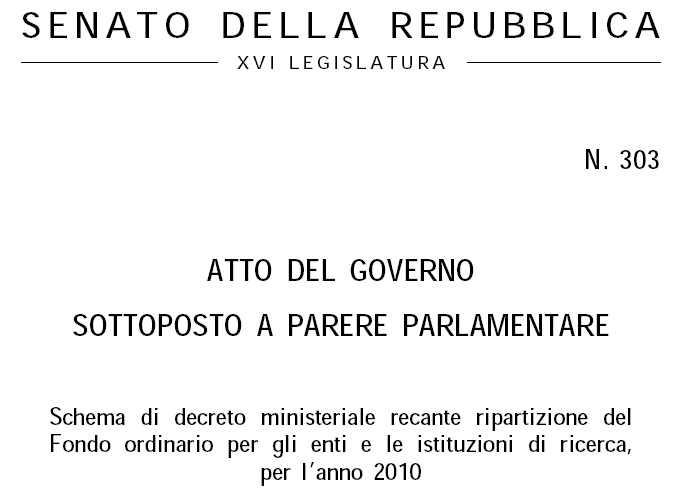 SENATO DELLA REPUBBLICA
XVI LEGISLATURA
N. 303
ATTO DEL GOVERNO
SOTTOPOSTO A PARERE PARLAMENTARE
Schema di decreto ministeriale recante ripartizione del
Fondo ordinario per gli enti e le istituzioni di ricerca,
per l'anno 2010